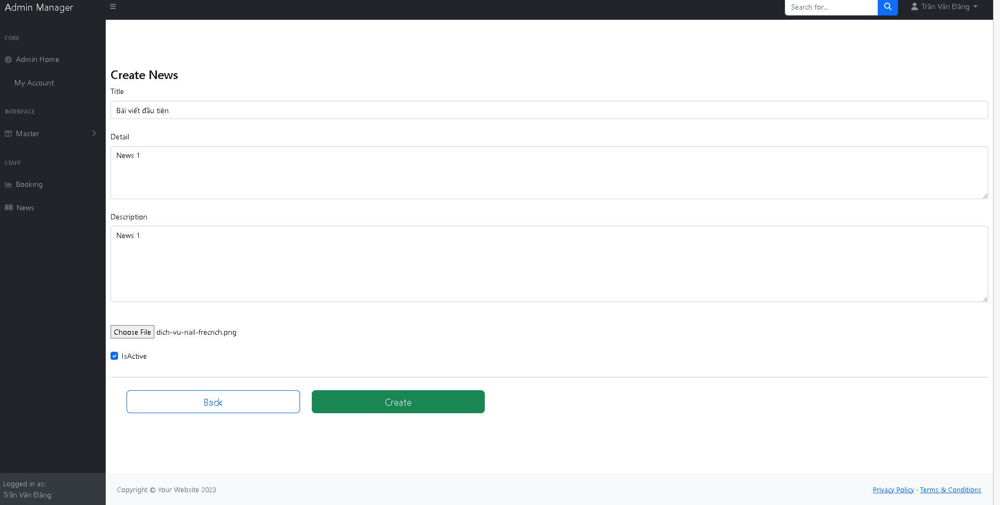 Admin Manager
Search for...
Trần Văn Đăng
CORE
Admin Home
My Account
INTERFACE
Master
STAFF
Booking
News
Create News
Title
Bài viết đầu tiên
Detail
News 1
Description
News 1
Choose File dich-vu-nail-frecnch.png
IsActive
Back
Create
Logged in as:
Trần Văn Đăng
Copyright © Your Website 2023
Privacy Policy · Terms & Conditions